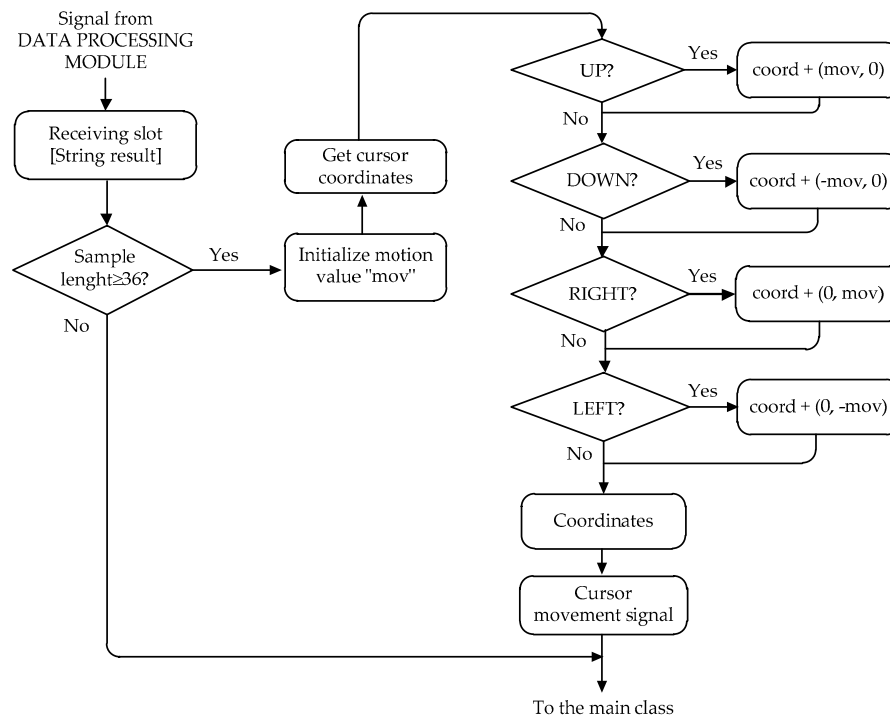 Signal from
DATA PROCESSING
MODULE
Receiving slot
[String result]
Sample
lenght≥36?
Yes
No
Initialize motion
value "mov"
Get cursor
coordinates
UP?
Yes
coord + (mov, 0)
No
DOWN?
Yes
coord + (-mov, 0)
No
RIGHT?
Yes
coord + (0, mov)
No
LEFT?
Yes
coord + (0, -mov)
No
Coordinates
Cursor
movement signal
To the main class